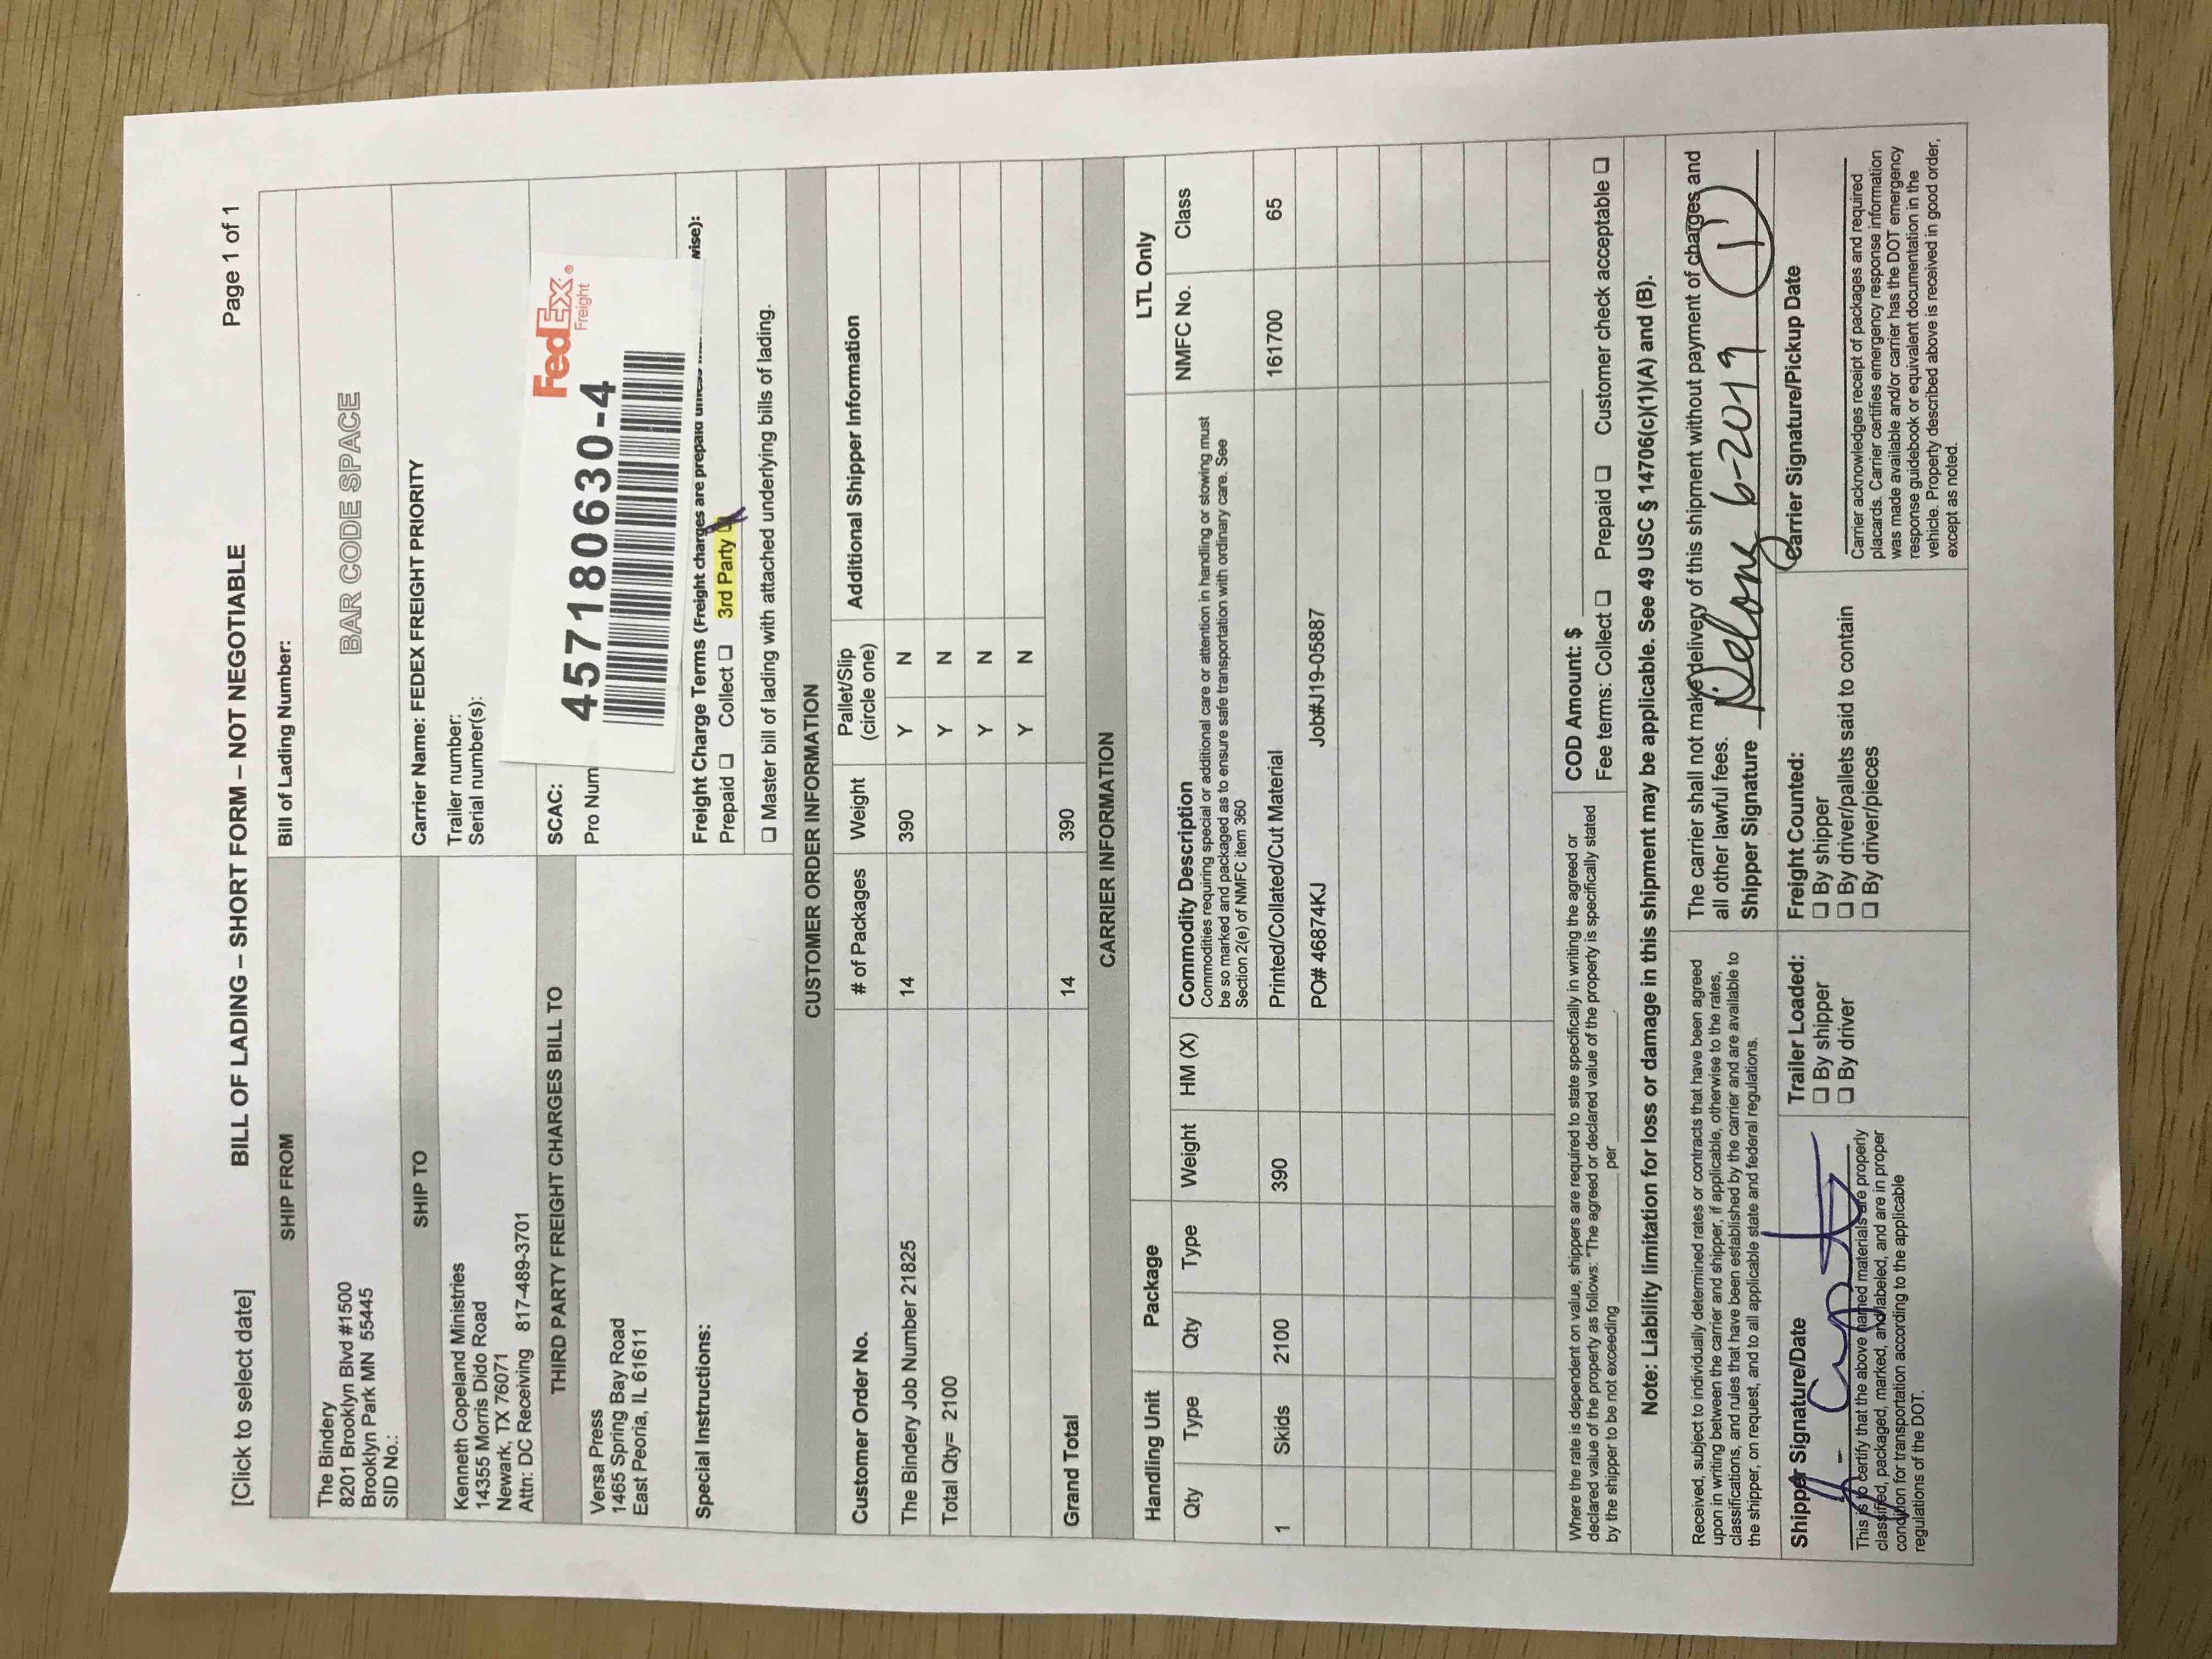 [Click to select date] BILL OF LADING – SHORT FORM – NOT NEGOTIABLE Page 1 of 1
SHIP FROM
The Bindery
8201 Brooklyn Blvd #1500
Brooklyn Park MN 55445
SID No.:
Bill of Lading Number:
BAR CODE SPACE
SHIP TO
Kenneth Copeland Ministries
14355 Morris Dido Road
Newark, TX 76071
Attn: DC Receiving 817-489-3701
Carrier Name: FEDEX FREIGHT PRIORITY
Trailer number:
Serial number(s):
THIRD PARTY FREIGHT CHARGES BILL TO
Versa Press
1465 Spring Bay Road
East Peoria, IL 61611
SCAC:
Pro Num
FedEx®
Freight
457180630-4
Special Instructions:
Freight Charge Terms (Freight charges are prepaid unless wise):
Prepaid ❑ Collect ❑ 3rd Party ❑
❑ Master bill of lading with attached underlying bills of lading.
CUSTOMER ORDER INFORMATION
Customer Order No. # of Packages Weight Pallet/Slip (circle one) Additional Shipper Information
The Bindery Job Number 21825 14 390 Y N
Total Qty= 2100 Y N
Y N
Y N
Grand Total 14 390
CARRIER INFORMATION
Handling Unit Package LTL Only
Qty Type Qty Type Weight HM (X) Commodity Description NMFC No. Class
Commodities requiring special or additional care or attention in handling or stowing must
be so marked and packaged as to ensure safe transportation with ordinary care. See
Section 2(e) of NMFC item 360
1 Skids 2100 390 Printed/Collated/Cut Material 161700 65
PO# 46874KJ Job#J19-05887
Where the rate is dependent on value, shippers are required to state specifically in writing the agreed or
declared value of the property as follows: "The agreed or declared value of the property is specifically stated
by the shipper to be not exceeding ________ per ________.
COD Amount: $
Fee terms: Collect ❑ Prepaid ❑ Customer check acceptable ❑
Note: Liability limitation for loss or damage in this shipment may be applicable. See 49 USC § 14706(c)(1)(A) and (B).
Received, subject to individually determined rates or contracts that have been agreed
upon in writing between the carrier and shipper, if applicable, otherwise to the rates,
classifications, and rules that have been established by the carrier and are available to
the shipper, on request, and to all applicable state and federal regulations.
The carrier shall not make delivery of this shipment without payment of charges and
all other lawful fees.
Shipper Signature
6-2019
Shipper Signature/Date
This is to certify that the above named materials are properly
classified, packaged, marked, and labeled, and are in proper
condition for transportation according to the applicable
regulations of the DOT.
Trailer Loaded:
❑ By shipper
❑ By driver
Freight Counted:
❑ By shipper
❑ By driver/pallets said to contain
❑ By driver/pieces
Carrier Signature/Pickup Date
Carrier acknowledges receipt of packages and required
placards. Carrier certifies emergency response information
was made available and/or carrier has the DOT emergency
response guidebook or equivalent documentation in the
vehicle. Property described above is received in good order,
except as noted.